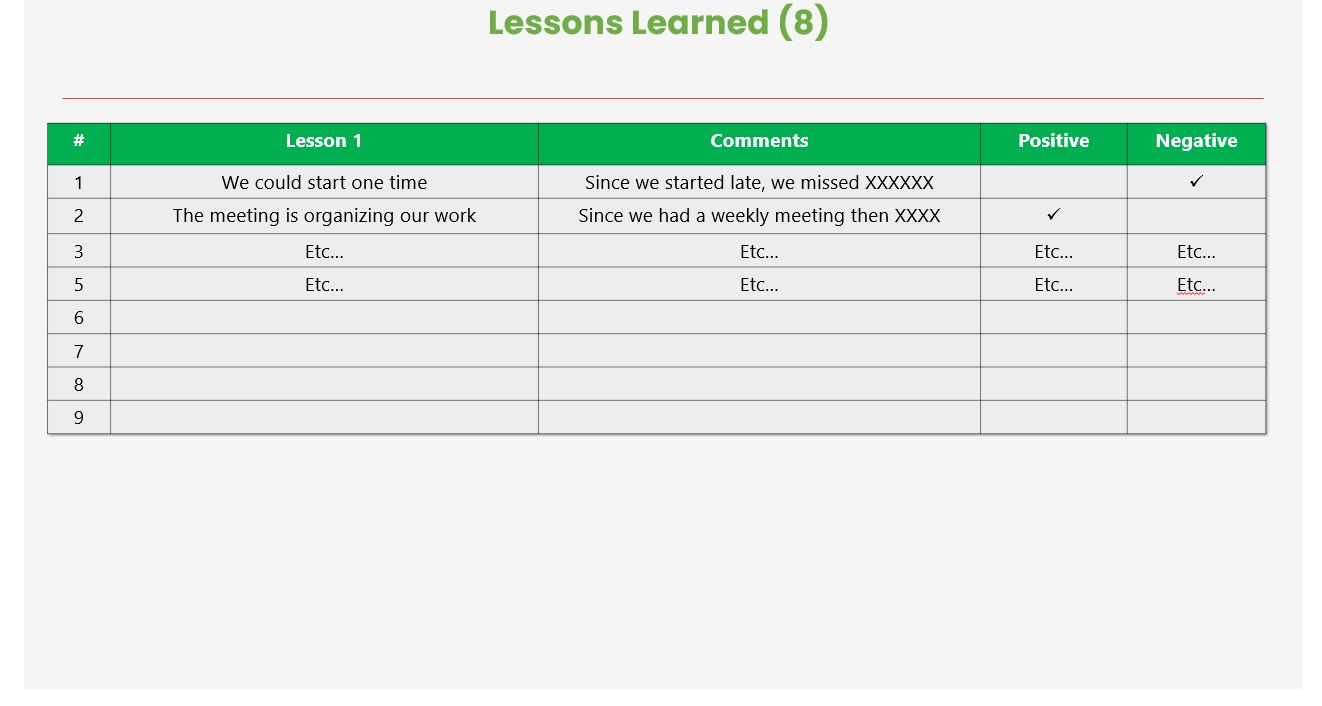 Lessons Learned (8)
# Lesson 1 Comments Positive Negative
1 We could start one time Since we started late, we missed XXXXXX ✓
2 The meeting is organizing our work Since we had a weekly meeting then XXXX ✓
3 Etc... Etc... Etc... Etc...
5 Etc... Etc... Etc... Etc...
6
7
8
9